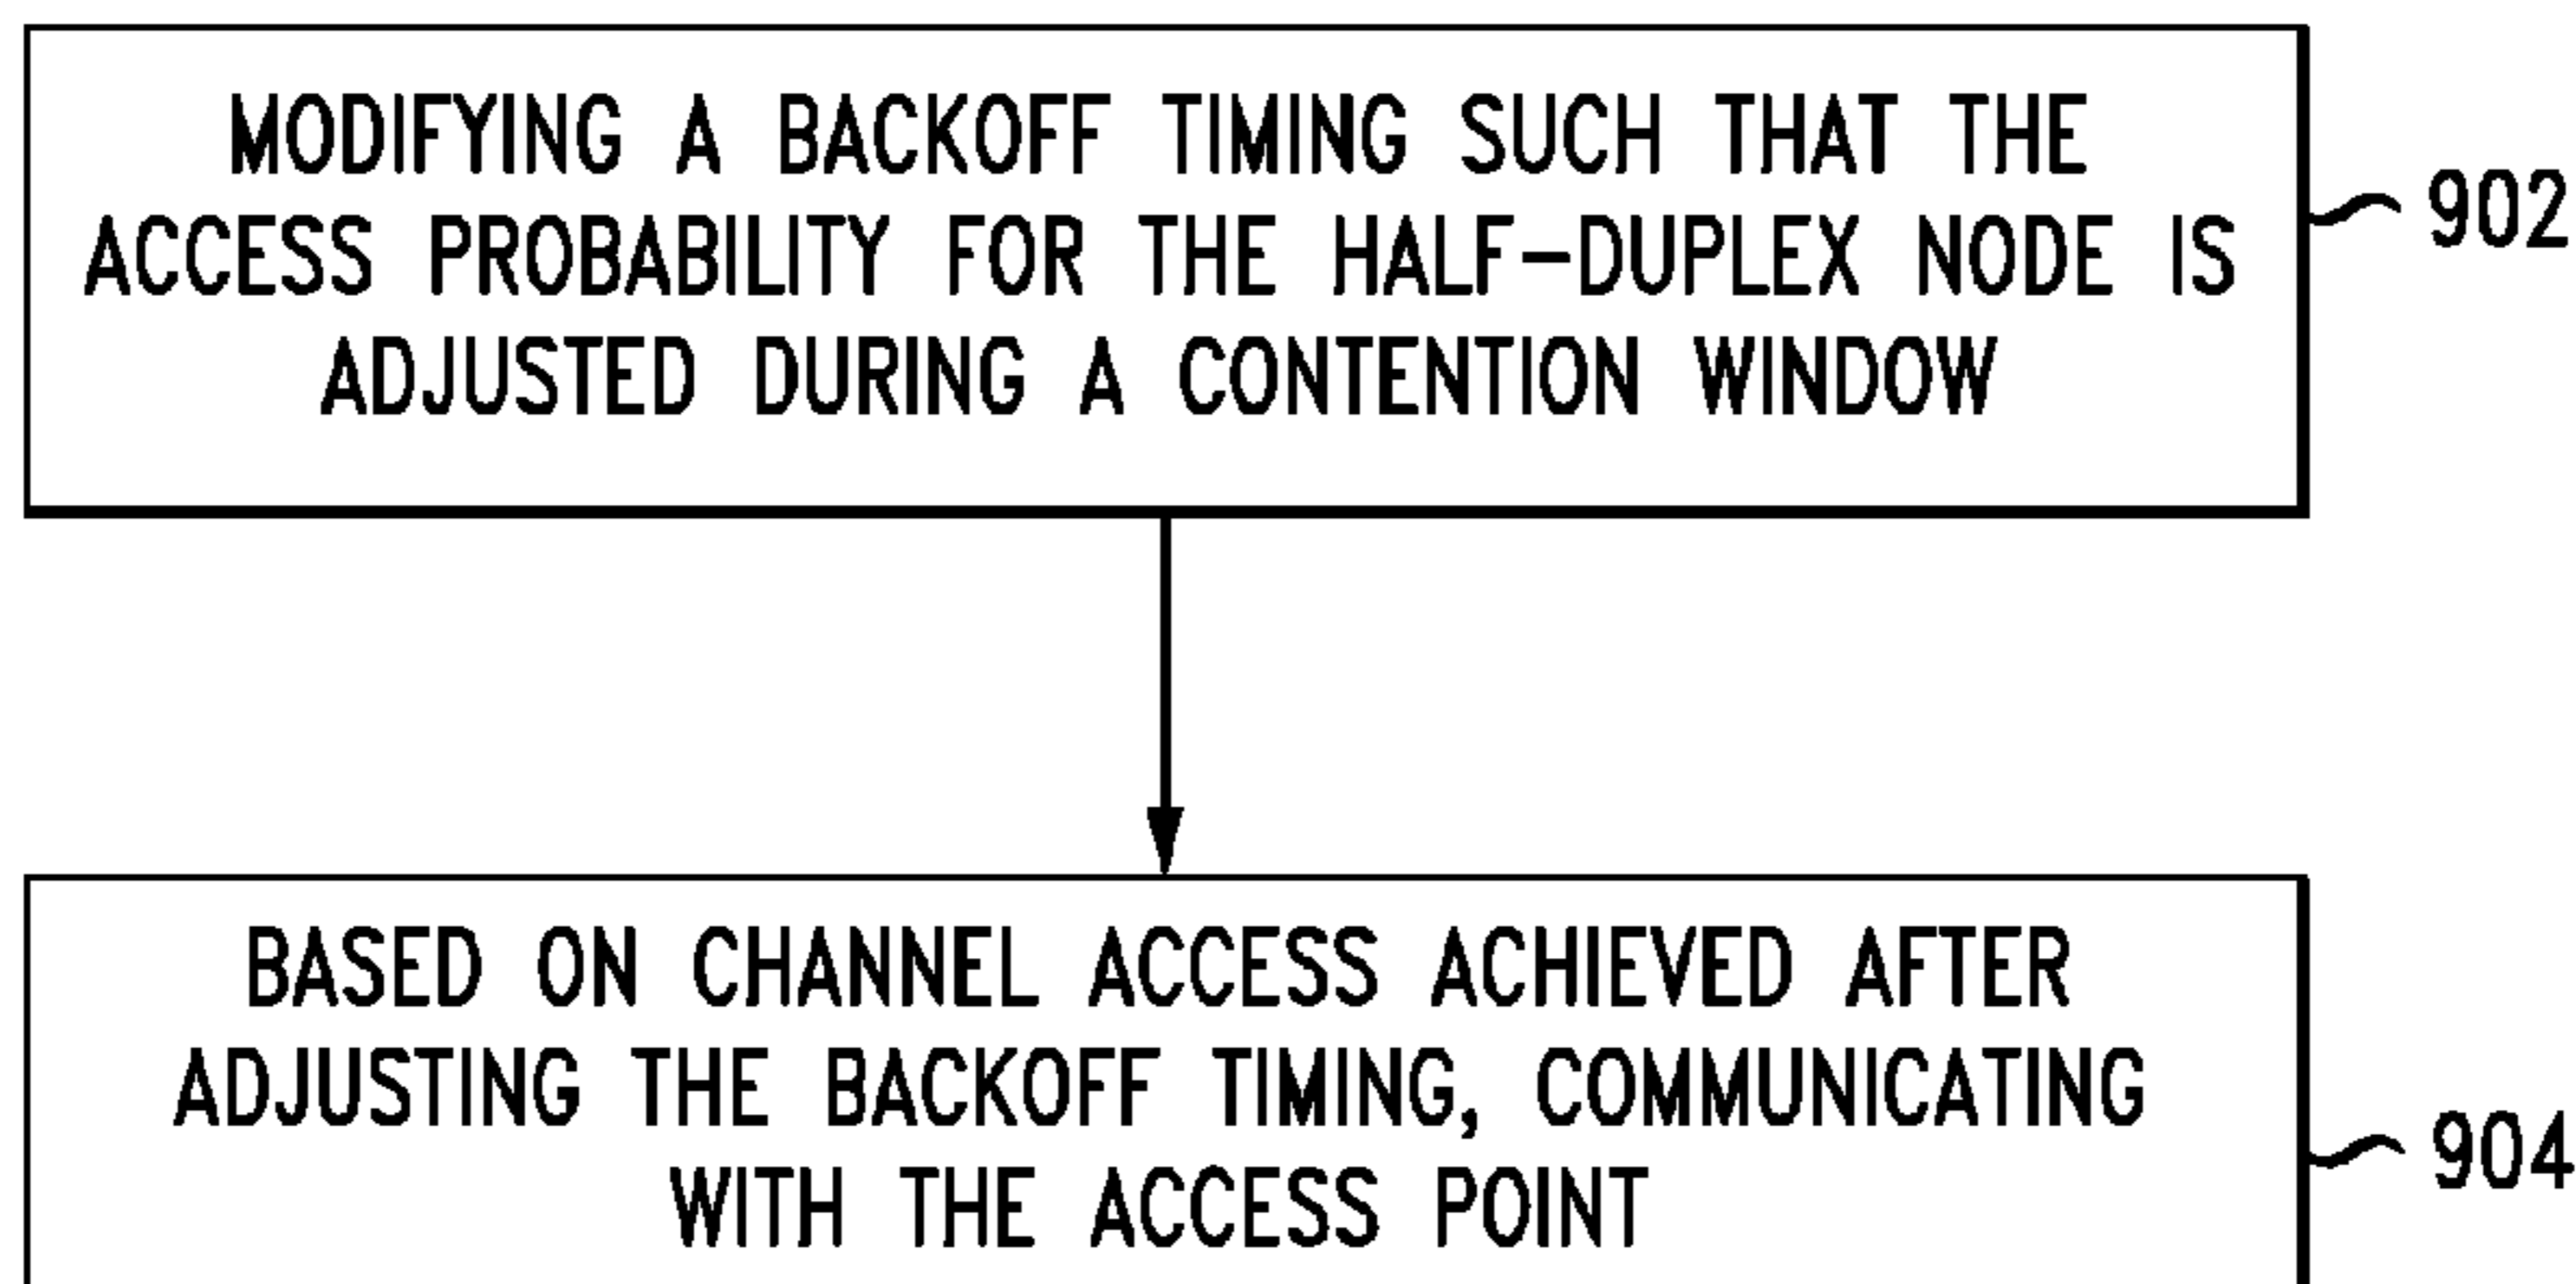 MODIFYING A BACKOFF TIMING SUCH THAT THE
ACCESS PROBABILITY FOR THE HALF-DUPLEX NODE IS
ADJUSTED DURING A CONTENTION WINDOW
902
BASED ON CHANNEL ACCESS ACHIEVED AFTER
ADJUSTING THE BACKOFF TIMING, COMMUNICATING
WITH THE ACCESS POINT
904